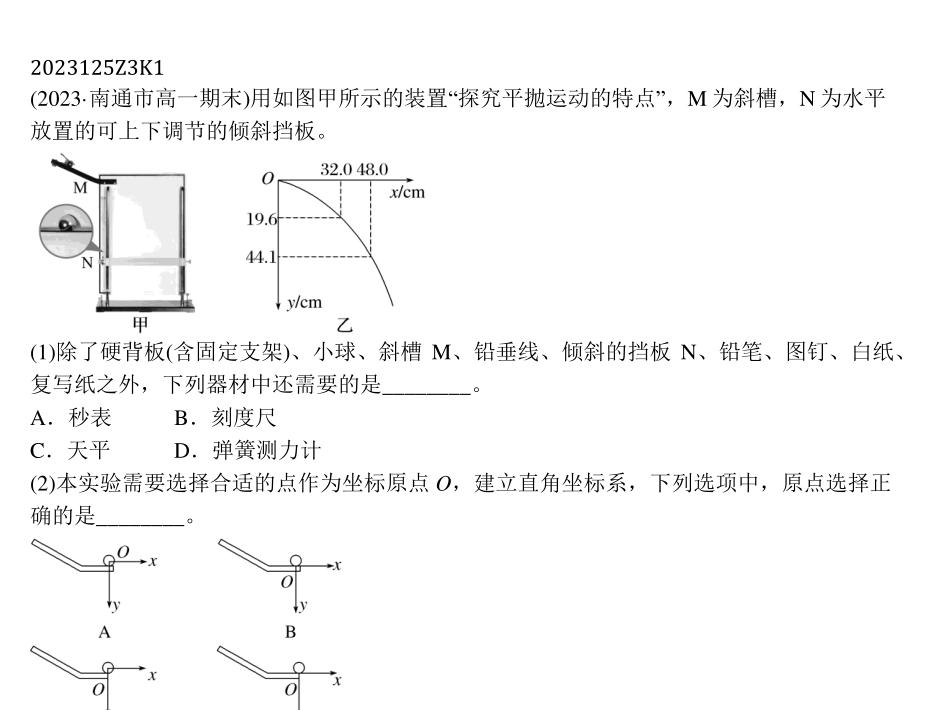 2023125Z3K1
(2023·南通市高一期末)用如图甲所示的装置“探究平抛运动的特点”，M 为斜槽，N 为水平
放置的可上下调节的倾斜挡板。
M
N
甲
32.0 48.0
O
x/cm
19.6
44.1
y/cm
乙
(1)除了硬背板(含固定支架)、小球、斜槽 M、铅垂线、倾斜的挡板 N、铅笔、图钉、白纸、
复写纸之外，下列器材中还需要的是________。
A．秒表 B．刻度尺
C．天平 D．弹簧测力计
(2)本实验需要选择合适的点作为坐标原点 O，建立直角坐标系，下列选项中，原点选择正
确的是________。
O x
y
A
x
O
y
B
x
O
x
O